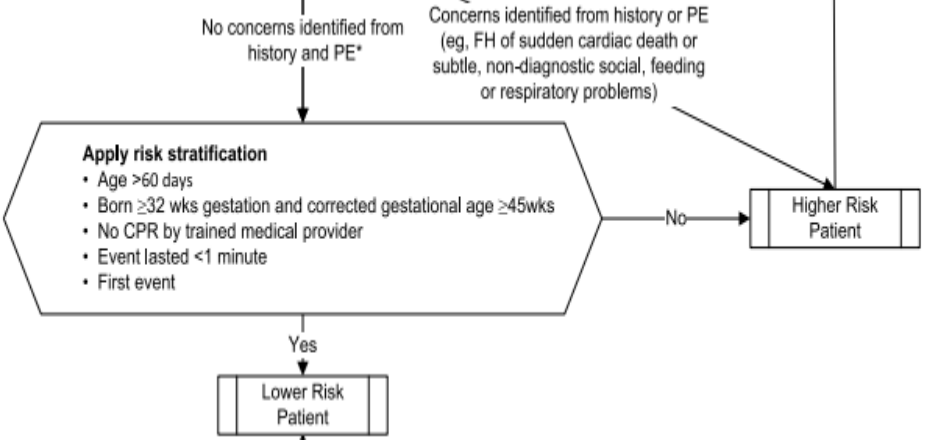 No concerns identified from
history and PE*
Concerns identified from history or PE
(eg, FH of sudden cardiac death or
subtle, non-diagnostic social, feeding
or respiratory problems)
Apply risk stratification
• Age >60 days
• Born ≥32 wks gestation and corrected gestational age ≥45wks
• No CPR by trained medical provider
• Event lasted <1 minute
• First event
No
Higher Risk
Patient
Yes
Lower Risk
Patient